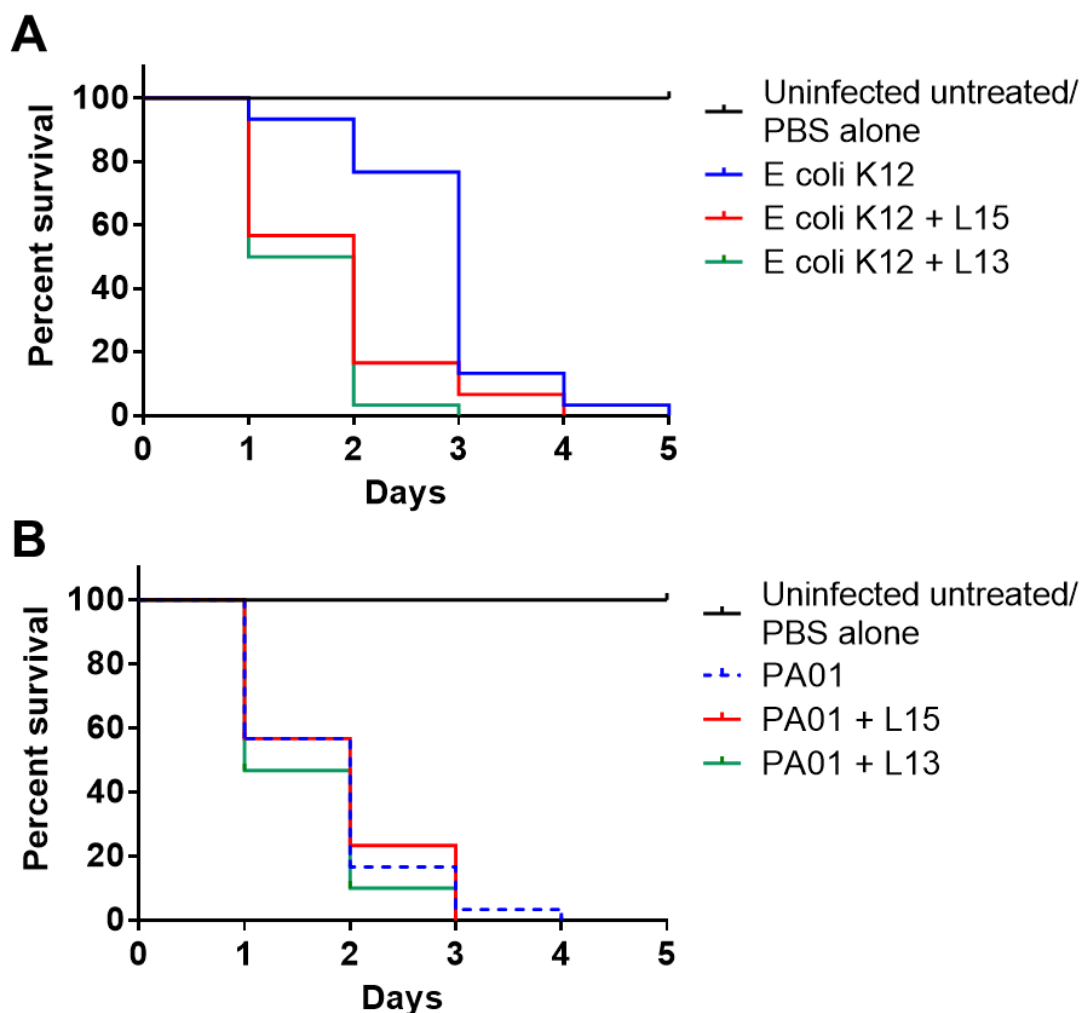 A
Percent survival
100
80
60
40
20
0
0 1 2 3 4 5
Days
Uninfected untreated/
PBS alone
E coli K12
E coli K12 + L15
E coli K12 + L13
B
Percent survival
100
80
60
40
20
0
0 1 2 3 4 5
Days
Uninfected untreated/
PBS alone
PA01
PA01 + L15
PA01 + L13